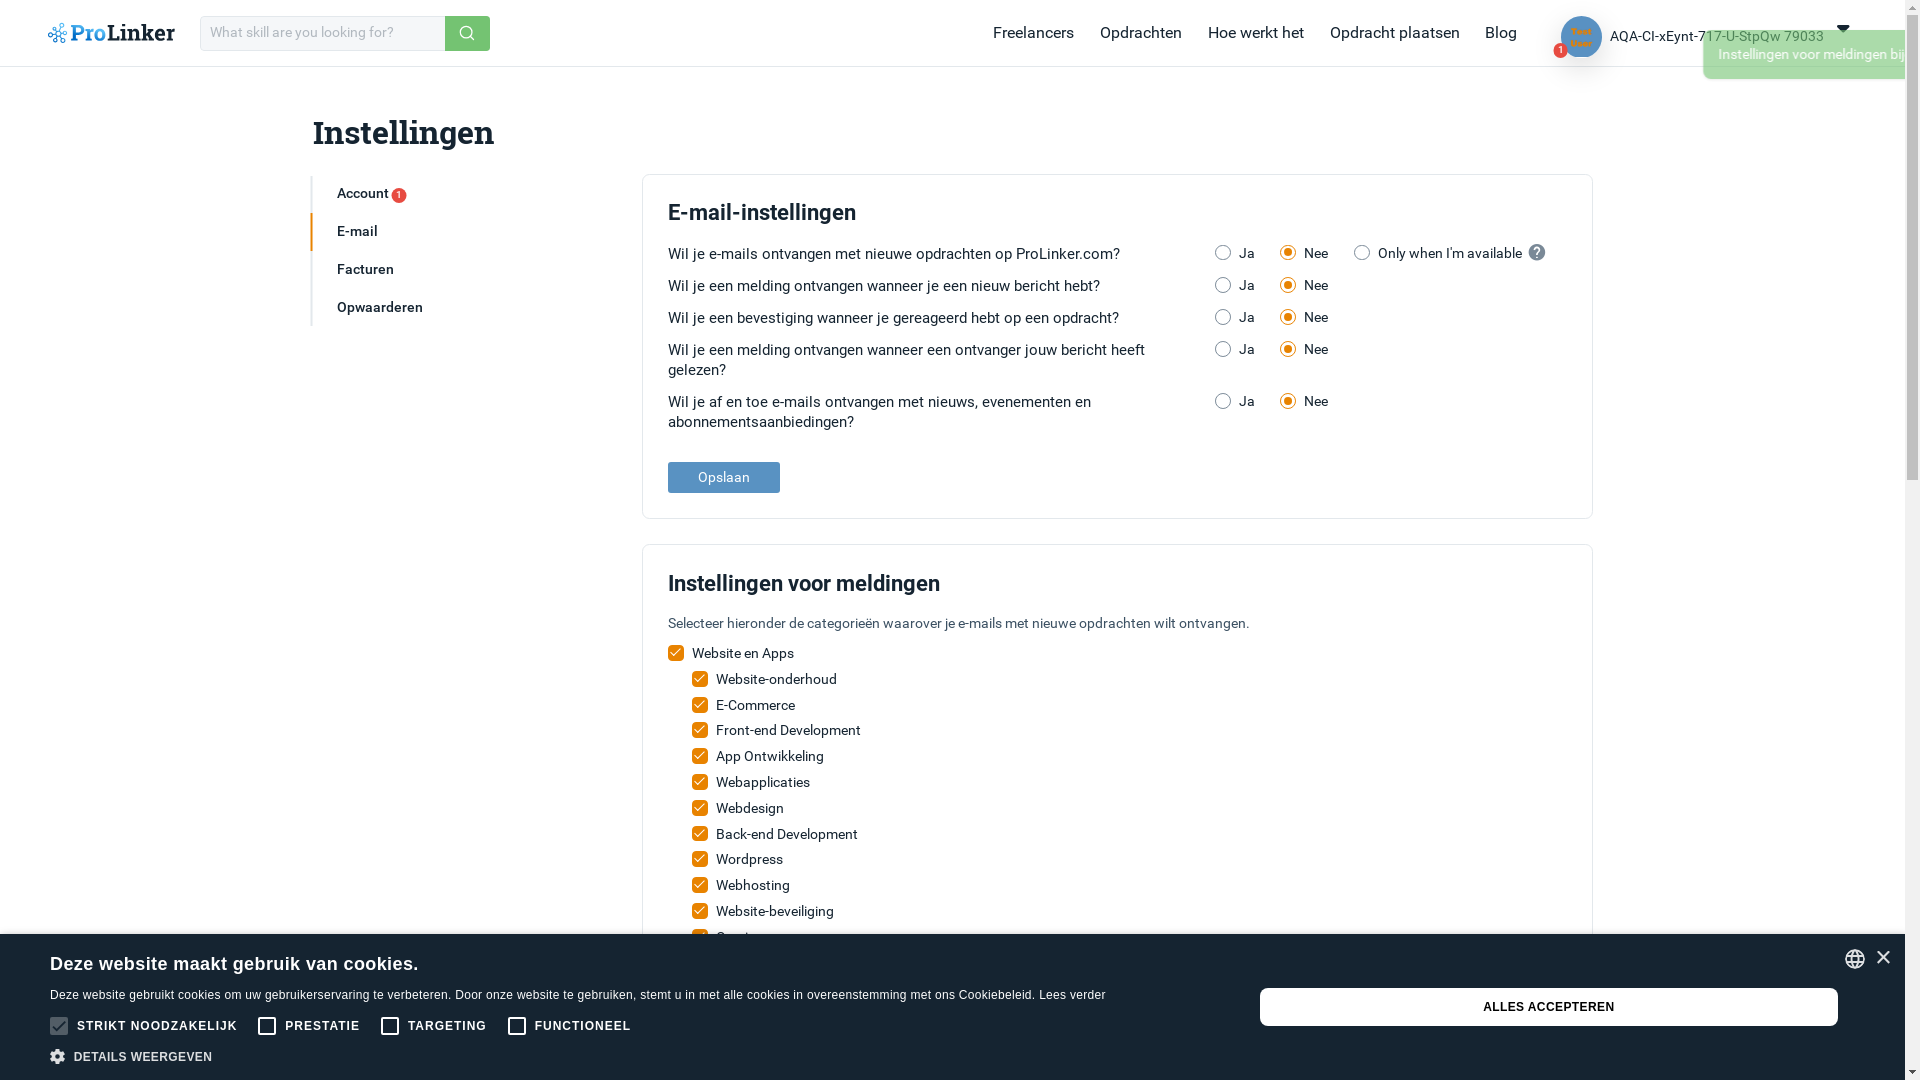 ProLinker
What skill are you looking for?
Freelancers
Opdrachten
Hoe werkt het
Opdracht plaatsen
Blog
Test
User
1
AQA-CI-xEynt-717-U-StpQw 79033
Instellingen voor meldingen
Instellingen
Account 1
E-mail
Facturen
Opwaarderen
E-mail-instellingen
Wil je e-mails ontvangen met nieuwe opdrachten op ProLinker.com? Ja Nee Only when I'm available ?
Wil je een melding ontvangen wanneer je een nieuw bericht hebt? Ja Nee
Wil je een bevestiging wanneer je gereageerd hebt op een opdracht? Ja Nee
Wil je een melding ontvangen wanneer een ontvanger jouw bericht heeft Ja Nee
gelezen?
Wil je af en toe e-mails ontvangen met nieuws, evenementen en Ja Nee
abonnementsaanbiedingen?
Opslaan
Instellingen voor meldingen
Selecteer hieronder de categorieën waarover je e-mails met nieuwe opdrachten wilt ontvangen.
Website en Apps
Website-onderhoud
E-Commerce
Front-end Development
App Ontwikkeling
Webapplicaties
Webdesign
Back-end Development
Wordpress
Webhosting
Website-beveiliging
Deze website maakt gebruik van cookies.
Deze website gebruikt cookies om uw gebruikerservaring te verbeteren. Door onze website te gebruiken, stemt u in met alle cookies in overeenstemming met ons Cookiebeleid. Lees verder
STRIKT NOODZAKELIJK
PRESTATIE
TARGETING
FUNCTIONEEL
DETAILS WEERGEVEN
ALLES ACCEPTEREN